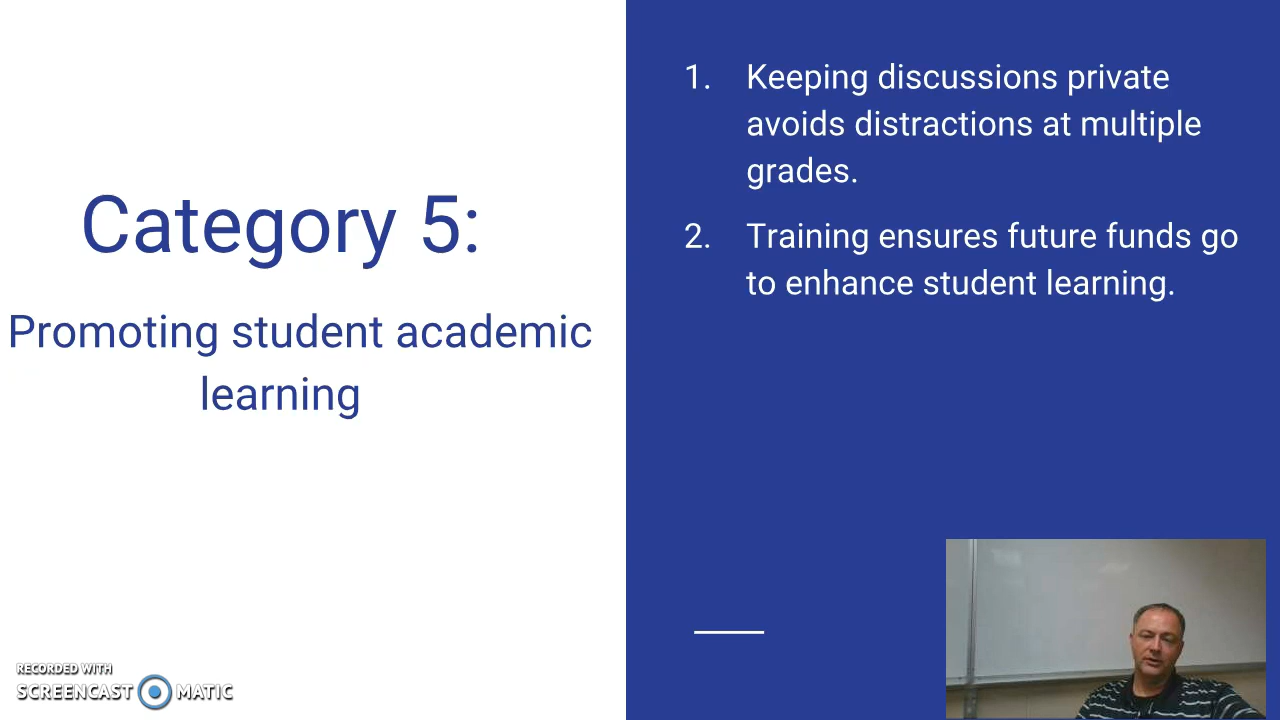 Category 5:
Promoting student academic
learning
1. Keeping discussions private
avoids distractions at multiple
grades.
2. Training ensures future funds go
to enhance student learning.
RECORDED WITH
SCREENCAST MATIC